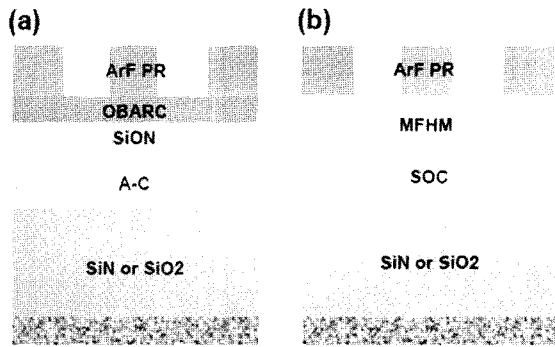 (a)
ArF PR
OBARC
SiON
A-C
SiN or SiO2
(b)
ArF PR
MFHM
SOC
SiN or SiO2